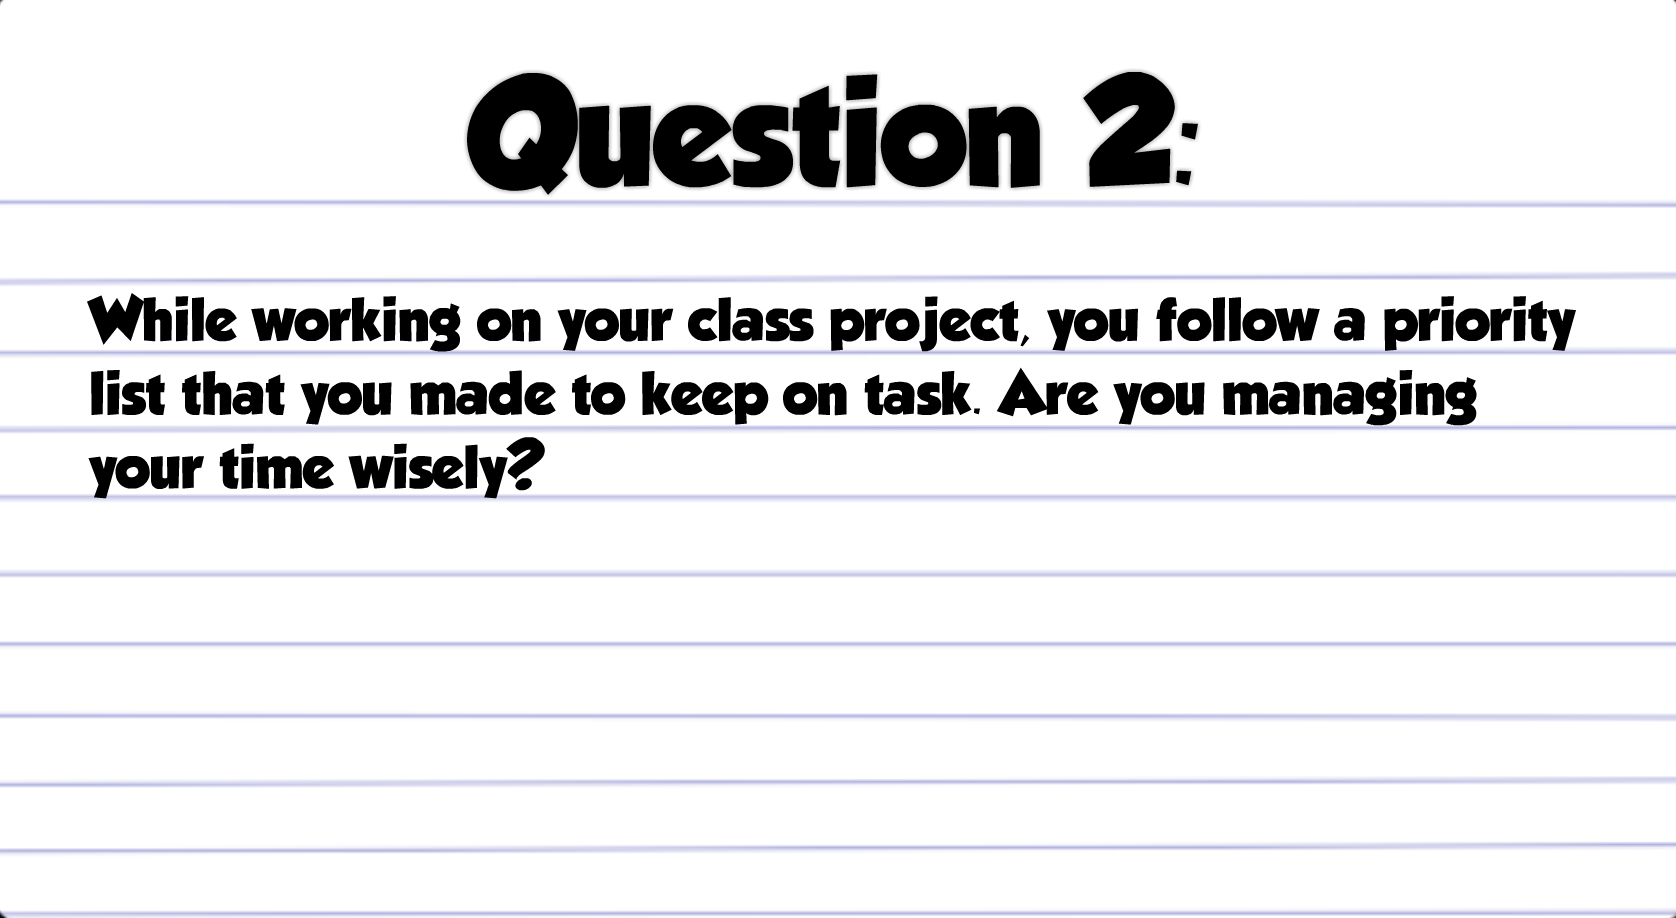 Question 2:
While working on your class project, you follow a priority
list that you made to keep on task. Are you managing
your time wisely?